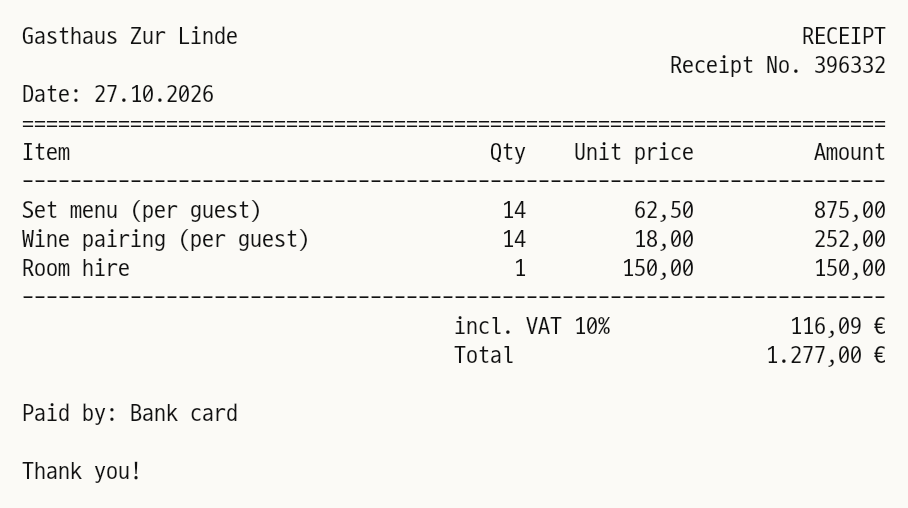 Gasthaus Zur Linde RECEIPT
Receipt No. 396332
Date: 27.10.2026
========================================================================
Item Qty Unit price Amount
------------------------------------------------------------------------
Set menu (per guest) 14 62,50 875,00
Wine pairing (per guest) 14 18,00 252,00
Room hire 1 150,00 150,00
------------------------------------------------------------------------
incl. VAT 10% 116,09 €
Total 1.277,00 €
Paid by: Bank card
Thank you!